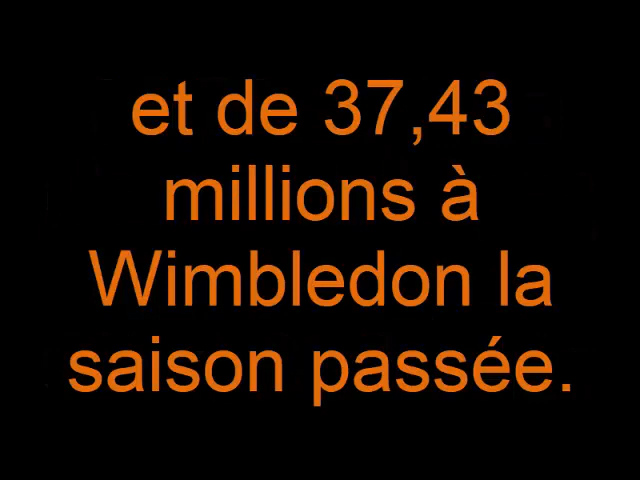 et de 37,43
millions à
Wimbledon la
saison passée.